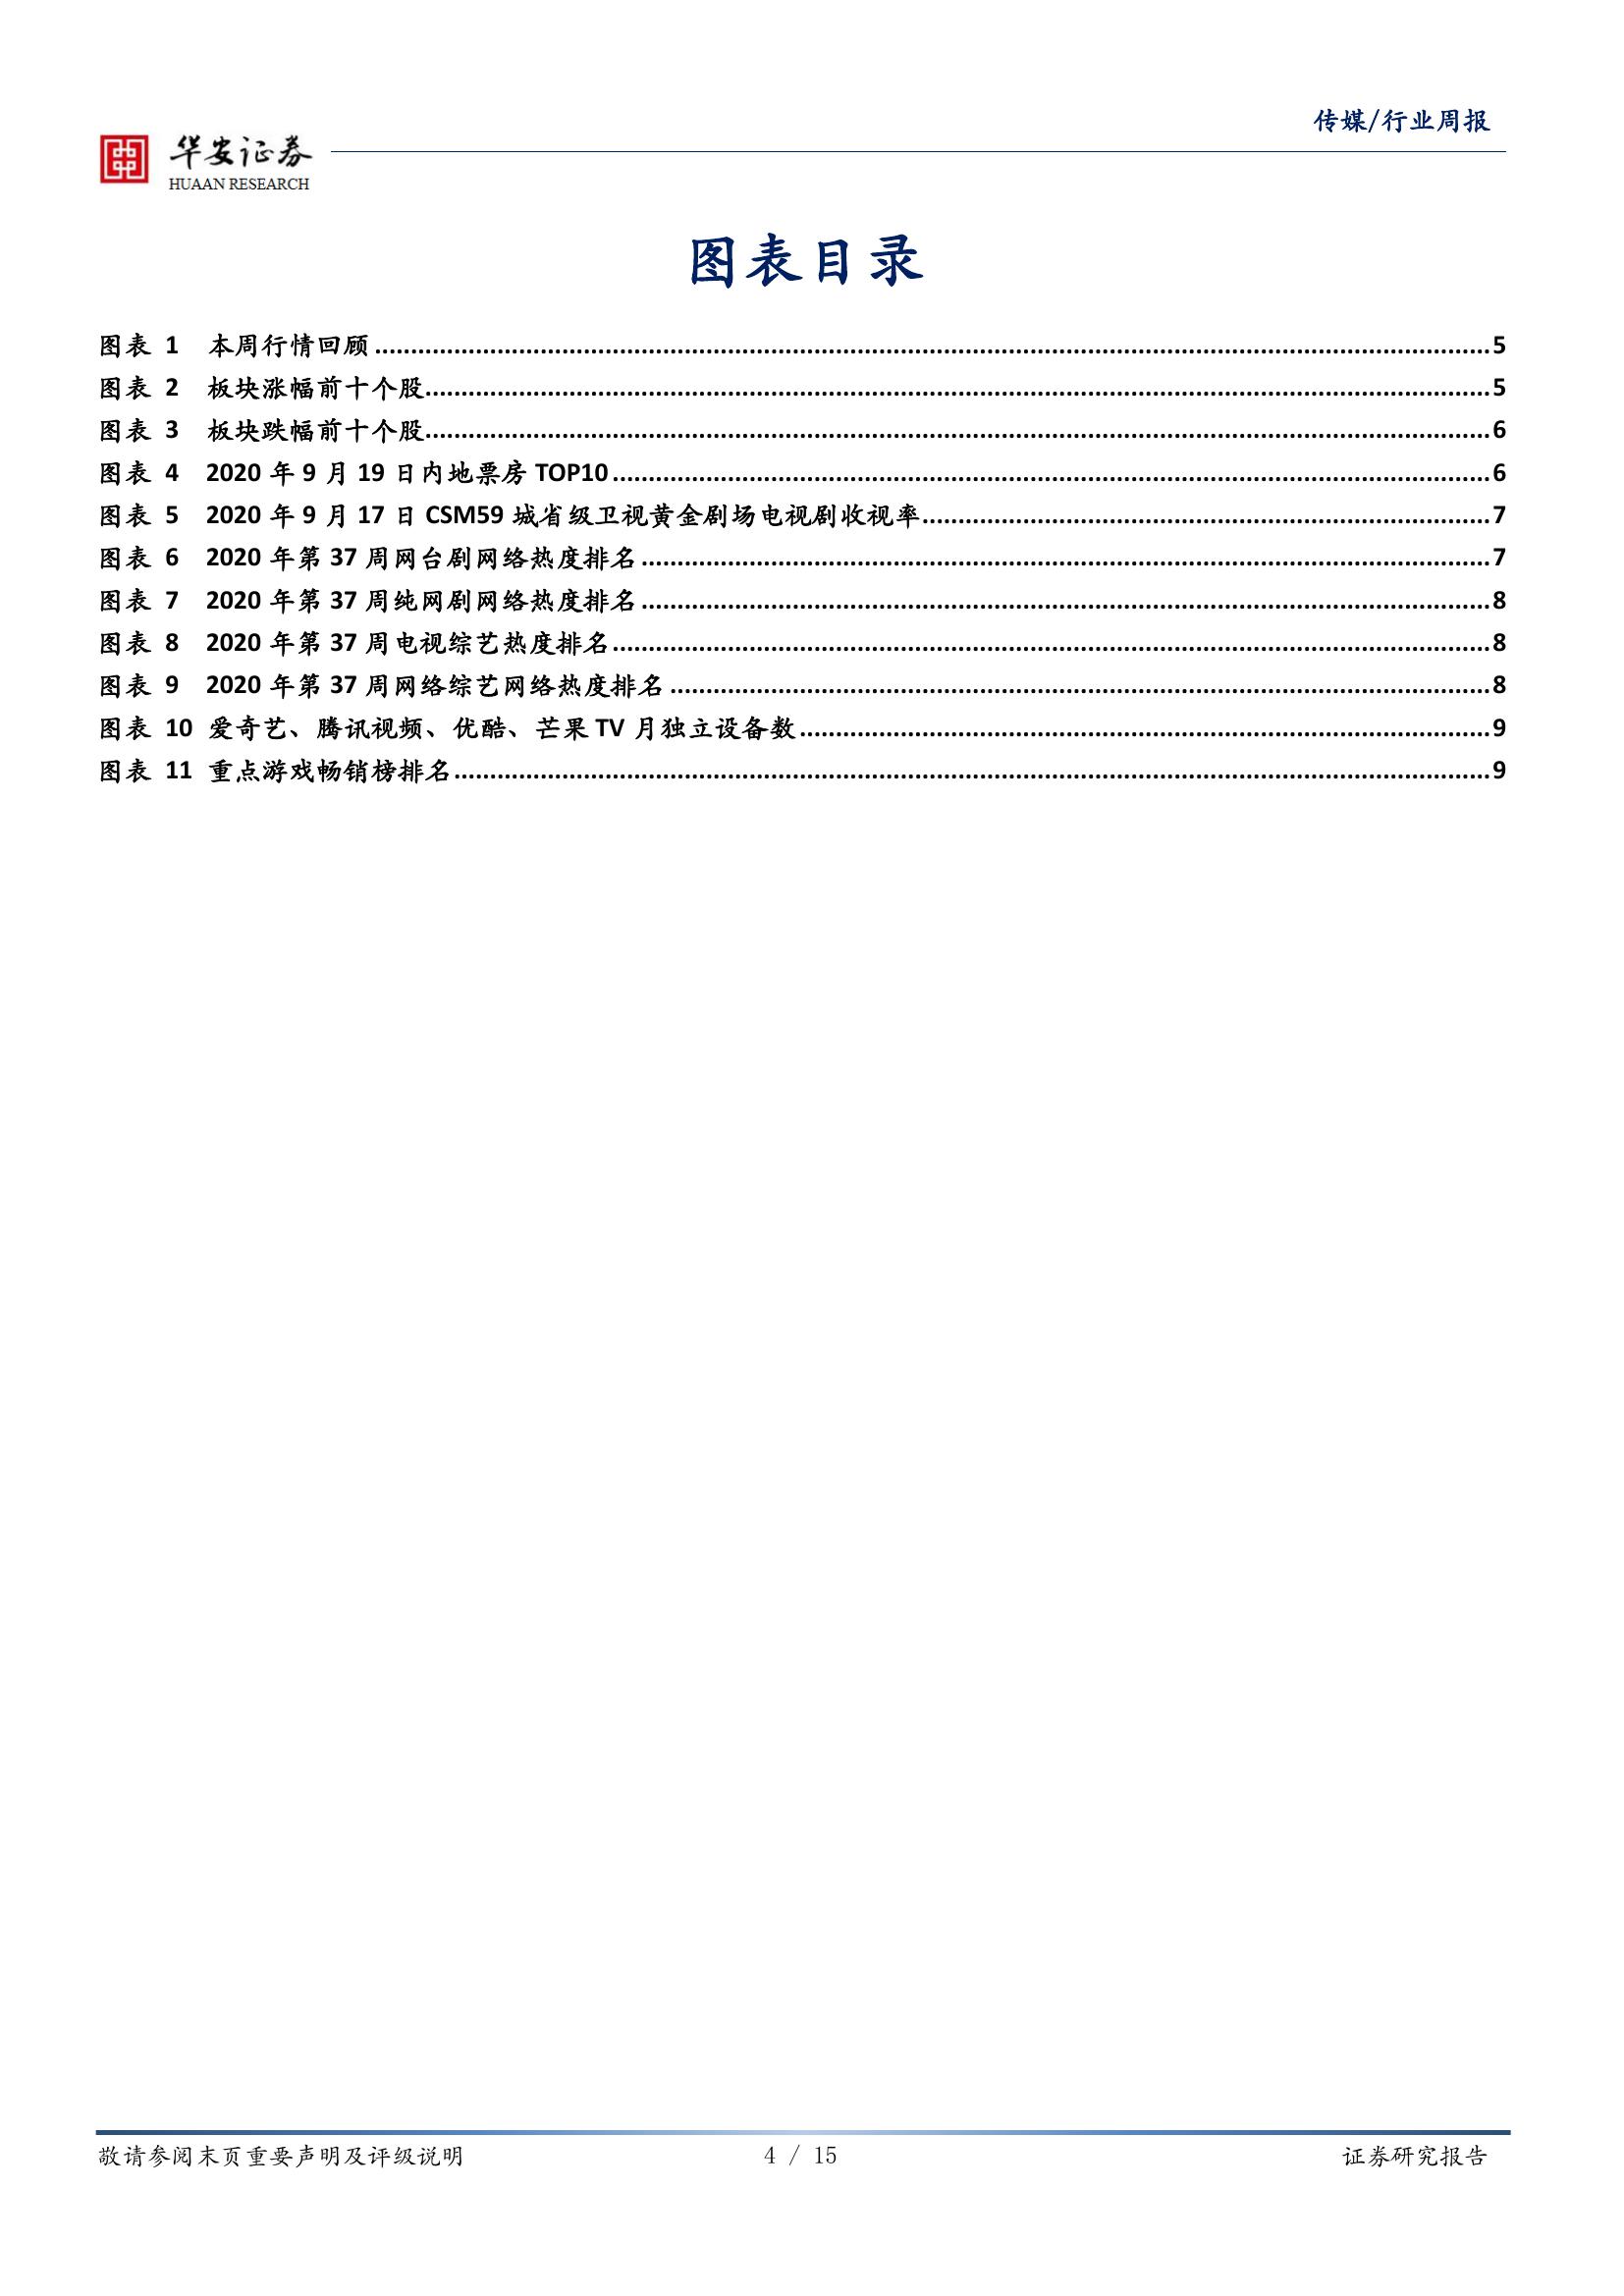 传媒/行业周报
华安证券
HUAAN RESEARCH
图表目录
图表 1 本周行情回顾........................5
图表 2 板块涨幅前十个股........................5
图表 3 板块跌幅前十个股........................6
图表 4 2020 年 9 月 19 日内地票房 TOP10........................6
图表 5 2020 年 9 月 17 日 CSM59 城省级卫视黄金剧场电视剧收视率........................7
图表 6 2020 年第 37 周网台剧网络热度排名........................7
图表 7 2020 年第 37 周纯网剧网络热度排名........................8
图表 8 2020 年第 37 周电视综艺热度排名........................8
图表 9 2020 年第 37 周网络综艺网络热度排名........................8
图表 10 爱奇艺、腾讯视频、优酷、芒果 TV 月独立设备数........................9
图表 11 重点游戏畅销榜排名........................9
敬请参阅末页重要声明及评级说明 4 / 15 证券研究报告